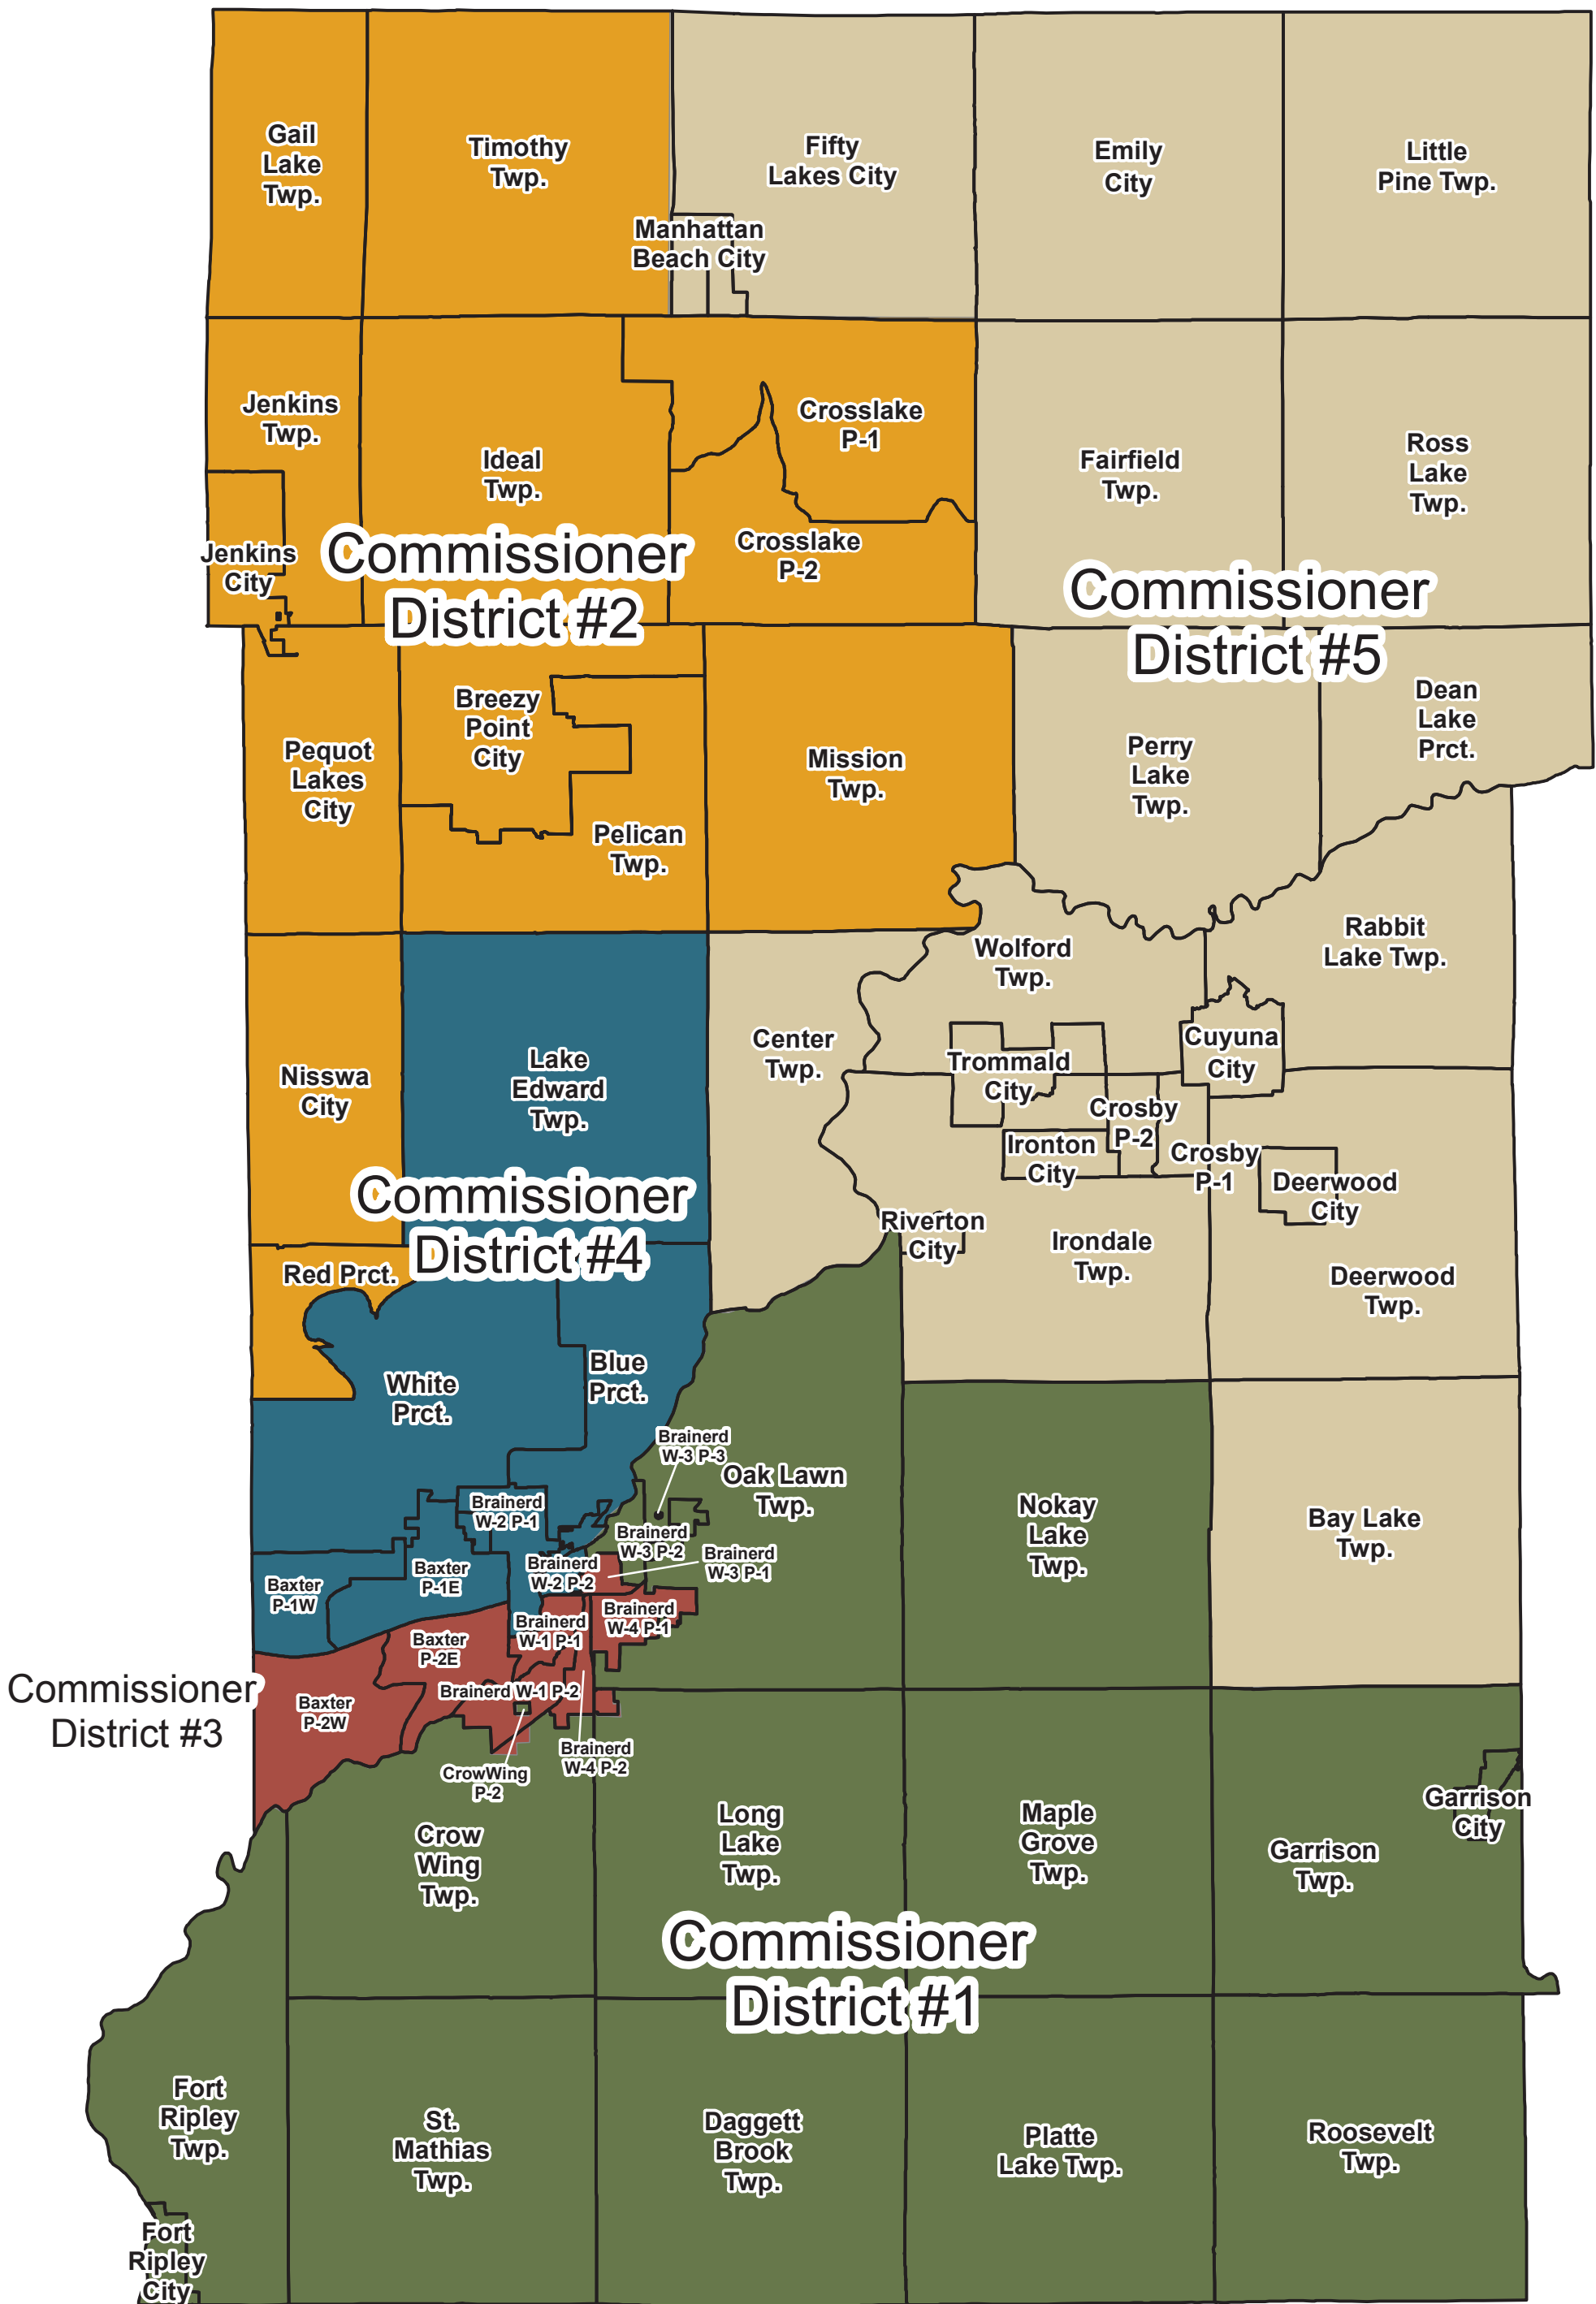 Gail
Lake
Twp.
Timothy
Twp.
Fifty
Lakes City
Emily
City
Little
Pine Twp.
Manhattan
Beach City
Jenkins
Twp.
Ideal
Twp.
Crosslake
P-1
Fairfield
Twp.
Ross
Lake
Twp.
Jenkins
City
Commissioner
District #2
Crosslake
P-2
Commissioner
District #5
Pequot
Lakes
City
Breezy
Point
City
Pelican
Twp.
Mission
Twp.
Perry
Lake
Twp.
Dean
Lake
Prct.
Wolford
Twp.
Rabbit
Lake Twp.
Nisswa
City
Lake
Edward
Twp.
Center
Twp.
Trommald
City
Cuyuna
City
Crosby
P-2
Ironton
City
Crosby
P-1
Deerwood
City
Commissioner
District #4
Riverton
City
Irondale
Twp.
Deerwood
Twp.
Red Prct.
White
Prct.
Blue
Prct.
Brainerd
W-3 P-3
Oak Lawn
Twp.
Nokay
Lake
Twp.
Bay Lake
Twp.
Brainerd
W-2 P-1
Brainerd
W-3 P-2
Brainerd
W-3 P-1
Baxter
P-1W
Baxter
P-1E
Brainerd
W-2 P-2
Brainerd
W-1 P-1
Brainerd
W-4 P-1
Baxter
P-2E
Brainerd W-1 P-2
Commissioner
District #3
Baxter
P-2W
CrowWing
P-2
Brainerd
W-4 P-2
Crow
Wing
Twp.
Long
Lake
Twp.
Maple
Grove
Twp.
Garrison
Twp.
Garrison
City
Commissioner
District #1
Fort
Ripley
Twp.
St.
Mathias
Twp.
Daggett
Brook
Twp.
Platte
Lake Twp.
Roosevelt
Twp.
Fort
Ripley
City